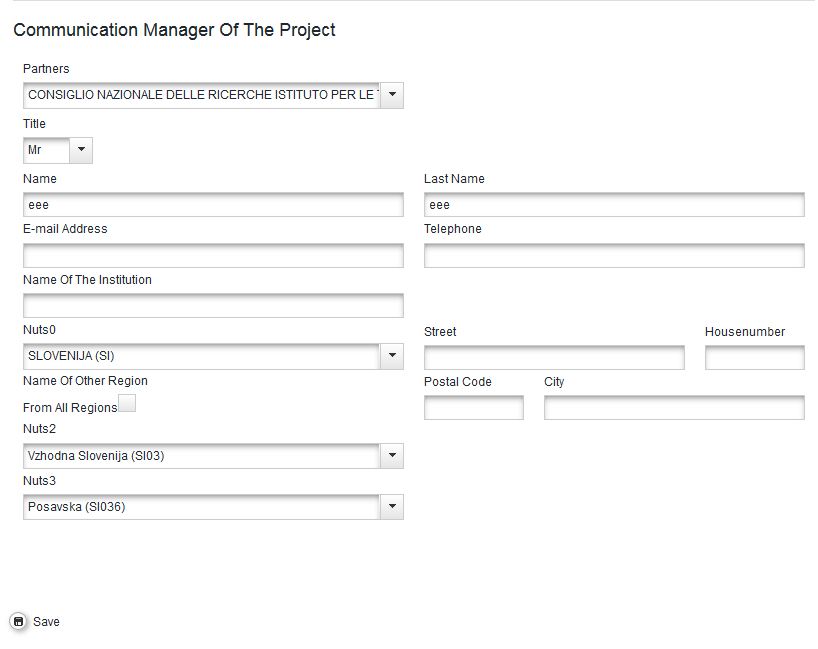 Communication Manager Of The Project
Partners
CONSIGLIO NAZIONALE DELLE RICERCHE ISTITUTO PER LE
Title
Mr
Name
Last Name
eee
eee
E-mail Address
Telephone
Name Of The Institution
Nuts0
Street
Housenumber
SLOVENIJA (SI)
Name Of Other Region
Postal Code
City
From All Regions
Nuts2
Vzhodna Slovenija (SI03)
Nuts3
Posavska (SI036)
Save